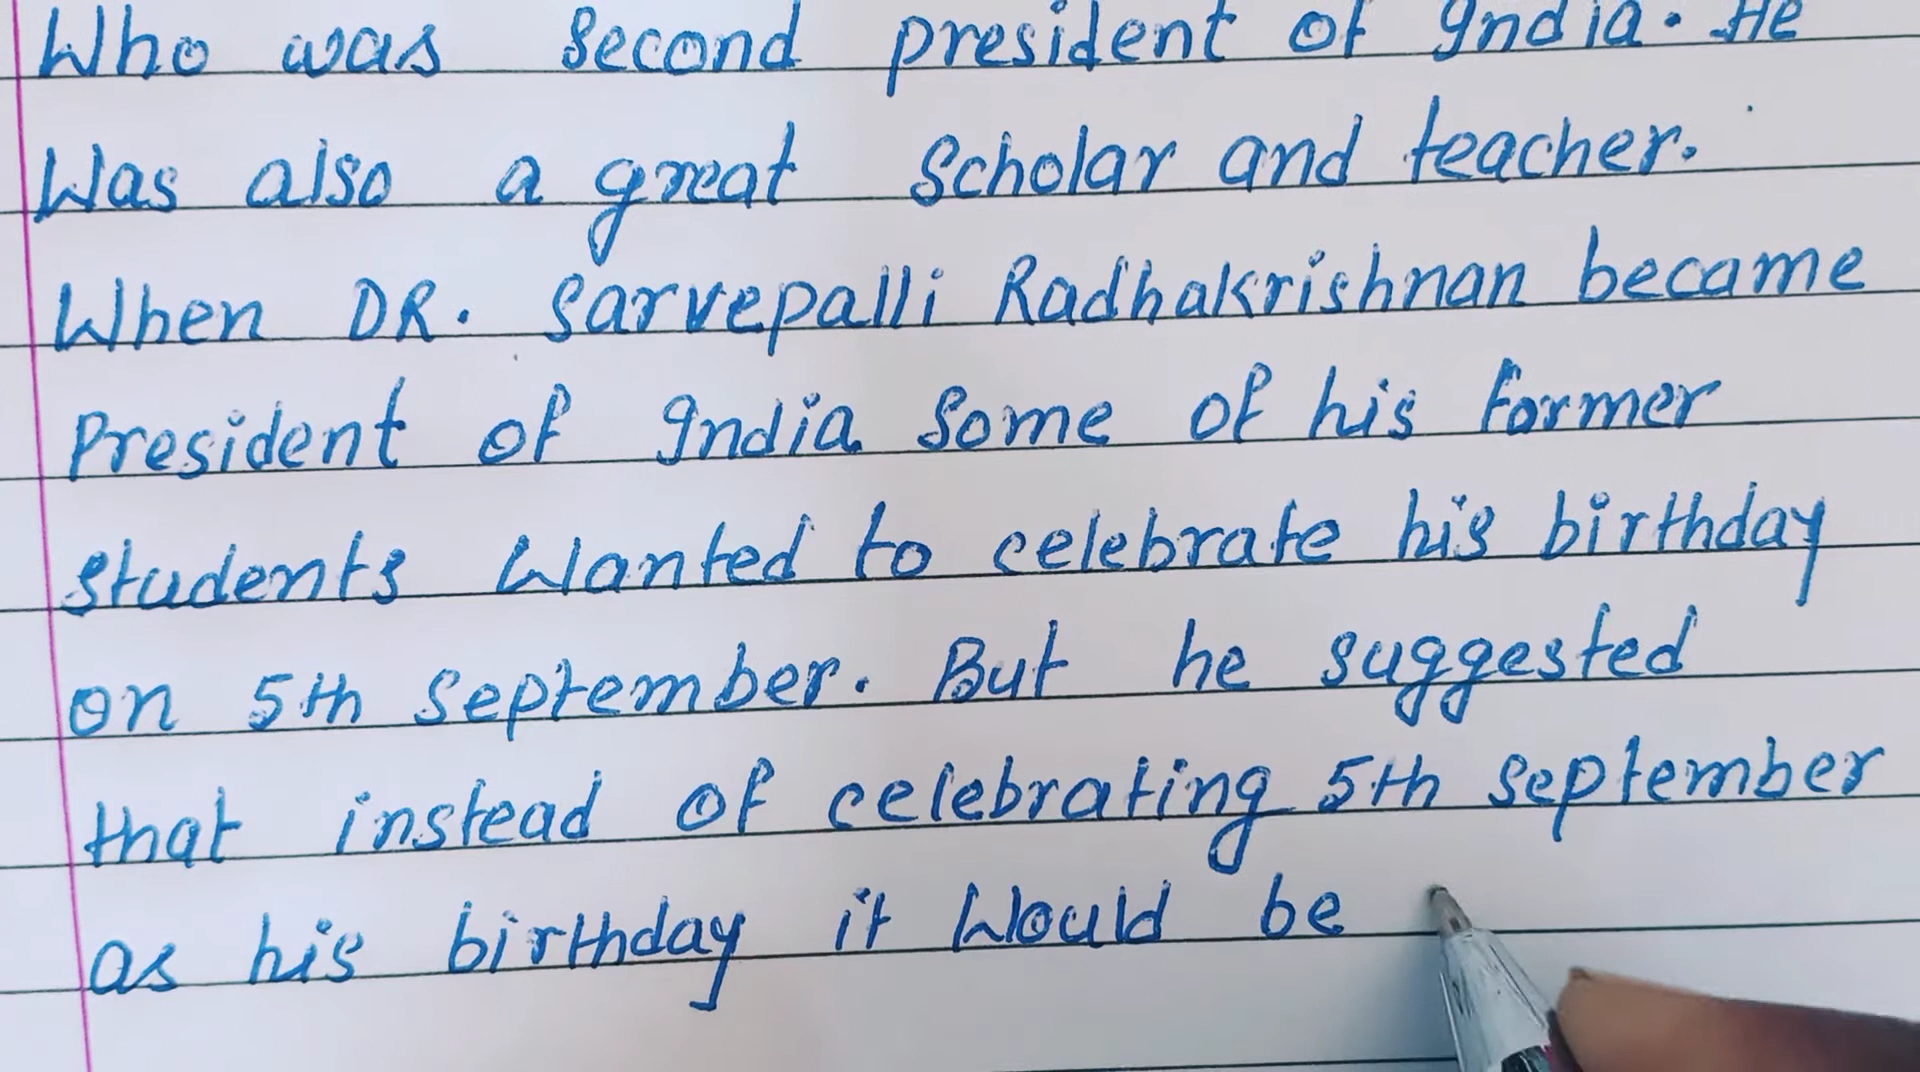 Who was second president of India. He
Was also a great scholar and teacher.
When DR. Sarvepalli Radhakrishnan became
President of India some of his former
students wanted to celebrate his birthday
on 5th September. But he suggested
that instead of celebrating 5th september
as his birthday it would be